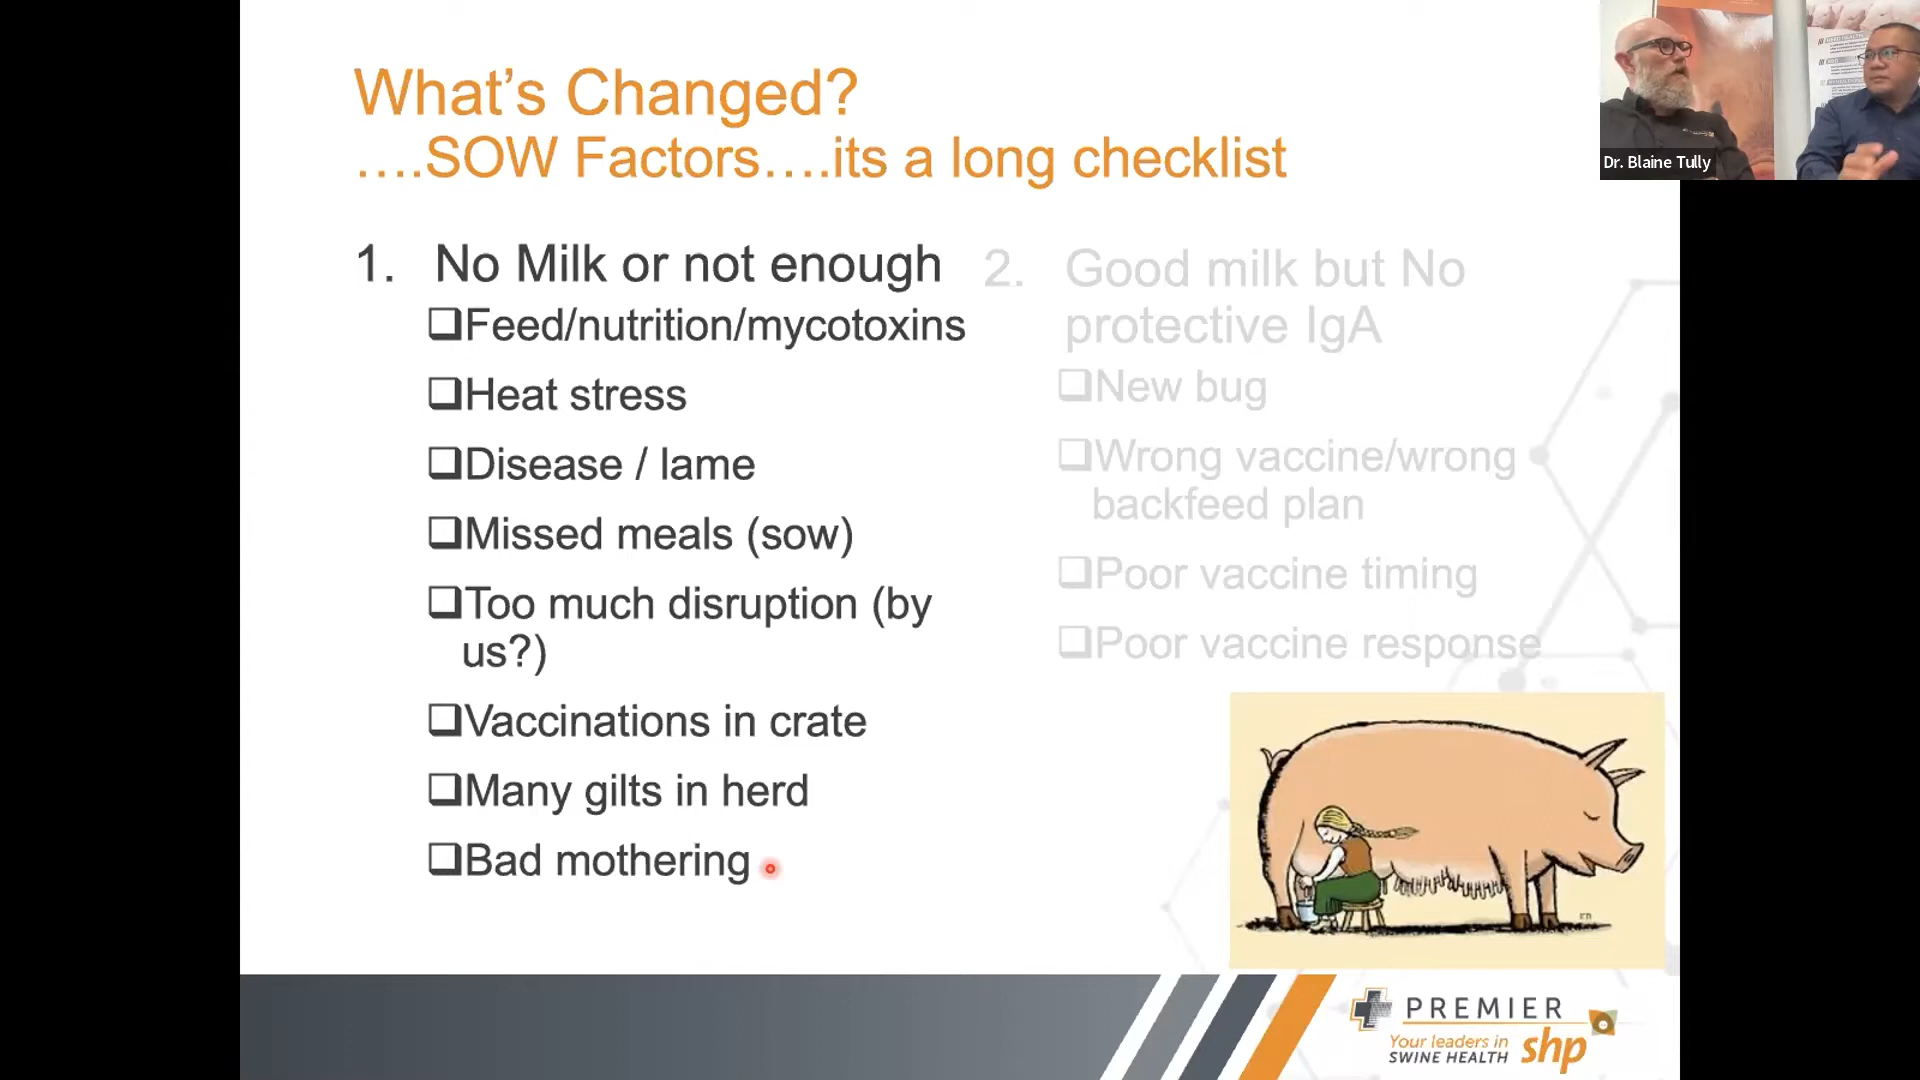 What's Changed?
….SOW Factors….its a long checklist
1. No Milk or not enough
❑Feed/nutrition/mycotoxins
❑Heat stress
❑Disease / lame
❑Missed meals (sow)
❑Too much disruption (by
us?)
❑Vaccinations in crate
❑Many gilts in herd
❑Bad mothering
2. Good milk but No
protective IgA
❑New bug
❑Wrong vaccine/wrong
backfeed plan
❑Poor vaccine timing
❑Poor vaccine response
Dr. Blaine Tully
PREMIER
Your leaders in
SWINE HEALTH
shp